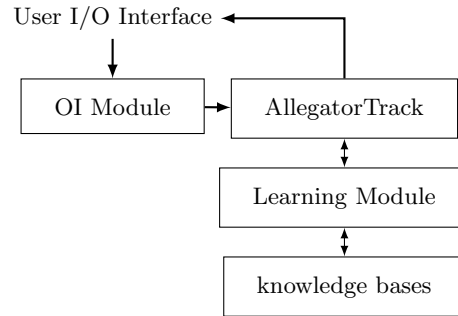 User I/O Interface
OI Module
AllegatorTrack
Learning Module
knowledge bases